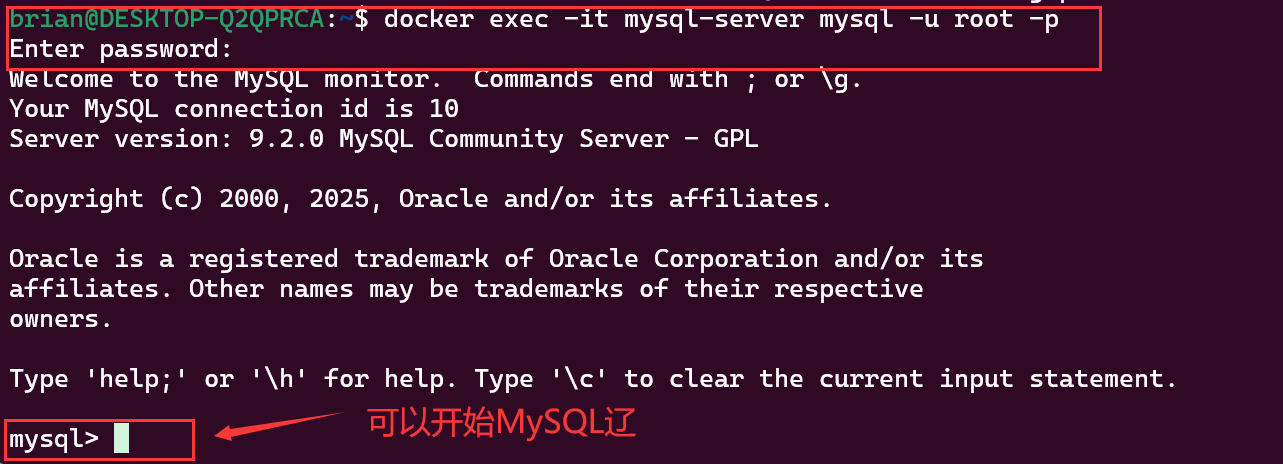 brian@DESKTOP-Q2QPRCA:~$ docker exec -it mysql-server mysql -u root -p
Enter password:
Welcome to the MySQL monitor.  Commands end with ; or \g.
Your MySQL connection id is 10
Server version: 9.2.0 MySQL Community Server - GPL
Copyright (c) 2000, 2025, Oracle and/or its affiliates.
Oracle is a registered trademark of Oracle Corporation and/or its
affiliates. Other names may be trademarks of their respective
owners.
Type 'help;' or '\h' for help. Type '\c' to clear the current input statement.
mysql>
可以开始MySQL辽